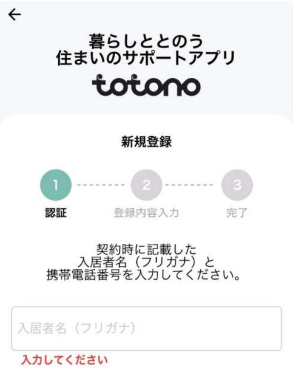 ←
暮らしととのう
住まいのサポートアプリ
totono
新規登録
1 2 3
認証 登録内容入力 完了
契約時に記載した
入居者名（フリガナ）と
携帯電話番号を入力してください。
入居者名（フリガナ）
入力してください